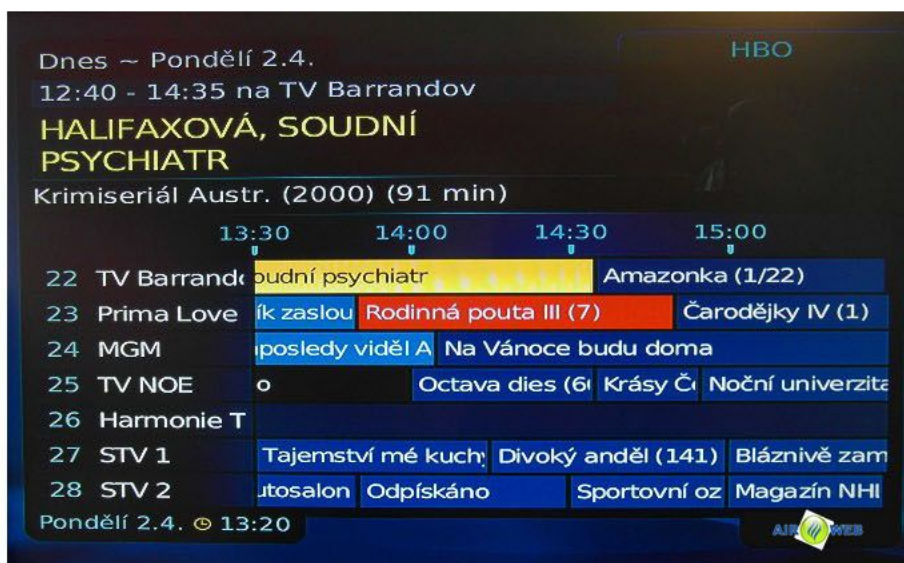 Dnes ~ Pondělí 2.4.
HBO
12:40 - 14:35 na TV Barrandov
HALIFAXOVÁ, SOUDNÍ
PSYCHIATR
Krimiseriál Austr. (2000) (91 min)
13:30 14:00 14:30 15:00
22 TV Barrando oudní psychiatr Amazonka (1/22)
23 Prima Love ík zaslou Rodinná pouta III (7) Čarodějky IV (1)
24 MGM aposledy viděl A Na Vánoce budu doma
25 TV NOE o Octava dies (6 Krásy Č Noční univerzita
26 Harmonie T
27 STV 1 Tajemství mé kuch Divoký anděl (141) Bláznivě zam
28 STV 2 utosalon Odpískáno Sportovní oz Magazín NHl
Pondělí 2.4. 13:20
AIR WEB